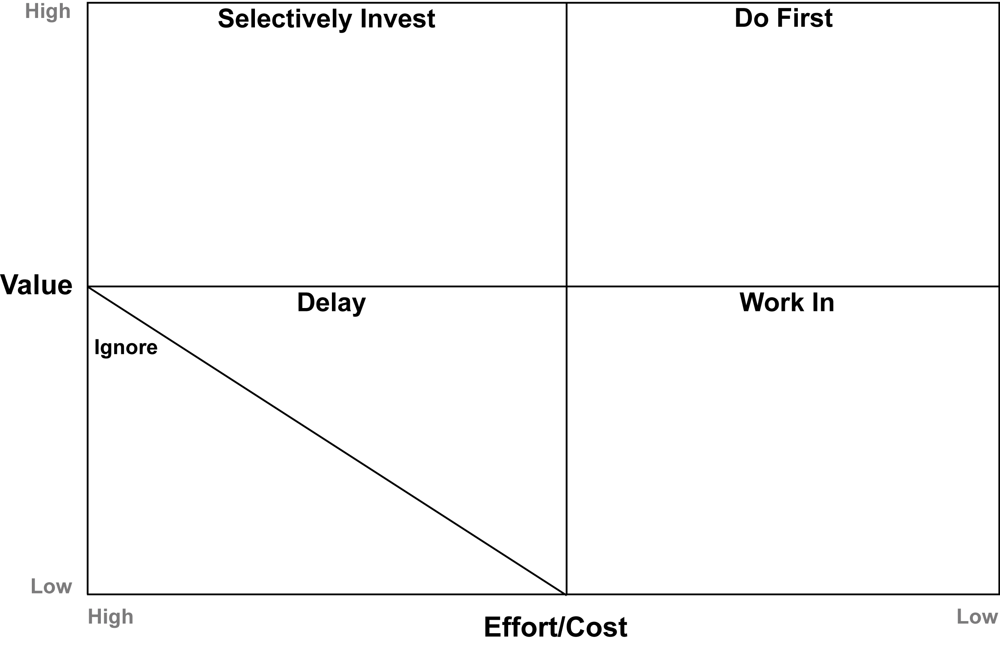 High
Selectively Invest
Do First
Value
Delay
Work In
Ignore
Low
High
Effort/Cost
Low